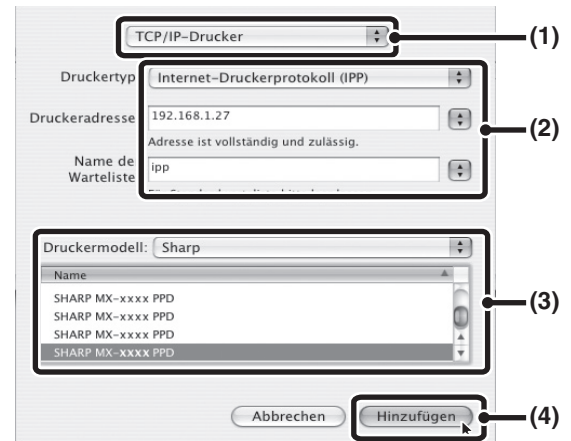 TCP/IP-Drucker
(1)
Druckertyp Internet-Druckerprotokoll (IPP)
Druckeradresse 192.168.1.27
(2)
Adresse ist vollständig und zulässig.
Name de
Warteliste ipp
Druckermodell: Sharp
Name
SHARP MX-xxxx PPD
SHARP MX-xxxx PPD
(3)
SHARP MX-xxxx PPD
SHARP MX-xxxx PPD
Abbrechen Hinzufügen
(4)